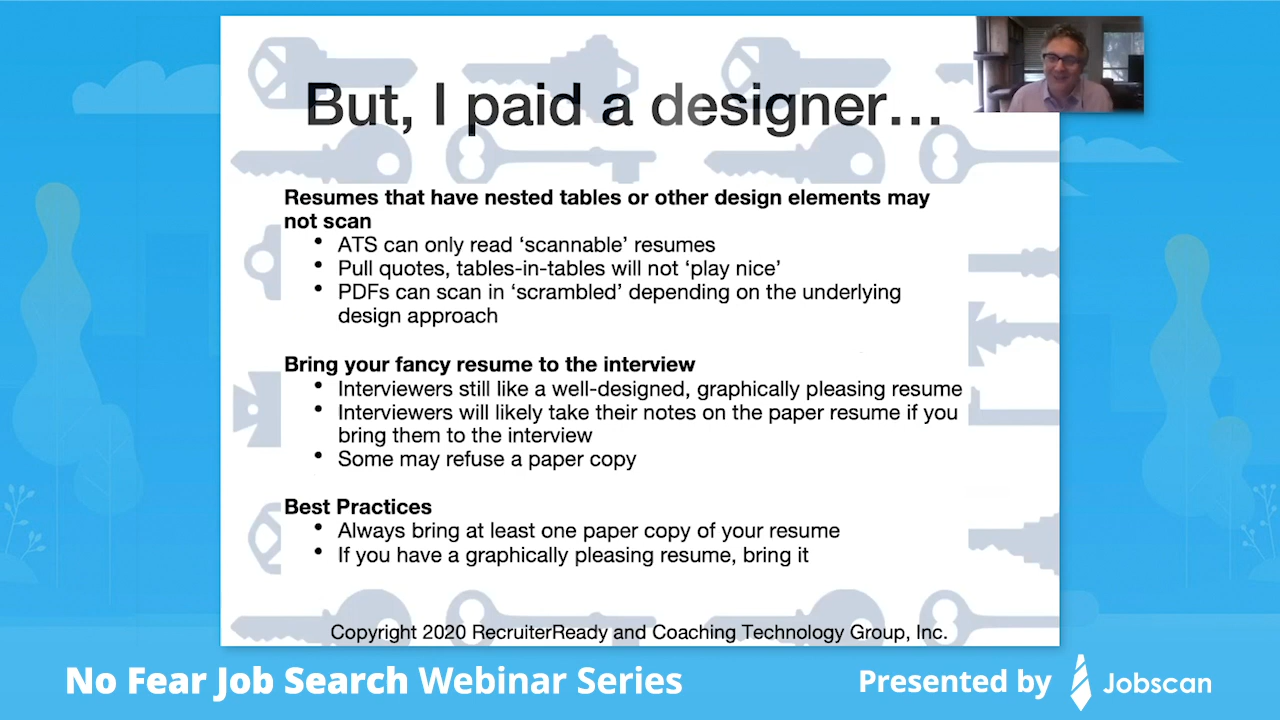 But, I paid a designer...
Resumes that have nested tables or other design elements may
not scan
• ATS can only read ‘scannable’ resumes
• Pull quotes, tables-in-tables will not ‘play nice’
• PDFs can scan in ‘scrambled’ depending on the underlying
design approach
Bring your fancy resume to the interview
• Interviewers still like a well-designed, graphically pleasing resume
• Interviewers will likely take their notes on the paper resume if you
bring them to the interview
• Some may refuse a paper copy
Best Practices
• Always bring at least one paper copy of your resume
• If you have a graphically pleasing resume, bring it
Copyright 2020 RecruiterReady and Coaching Technology Group, Inc.
No Fear Job Search Webinar Series
Presented by Jobscan